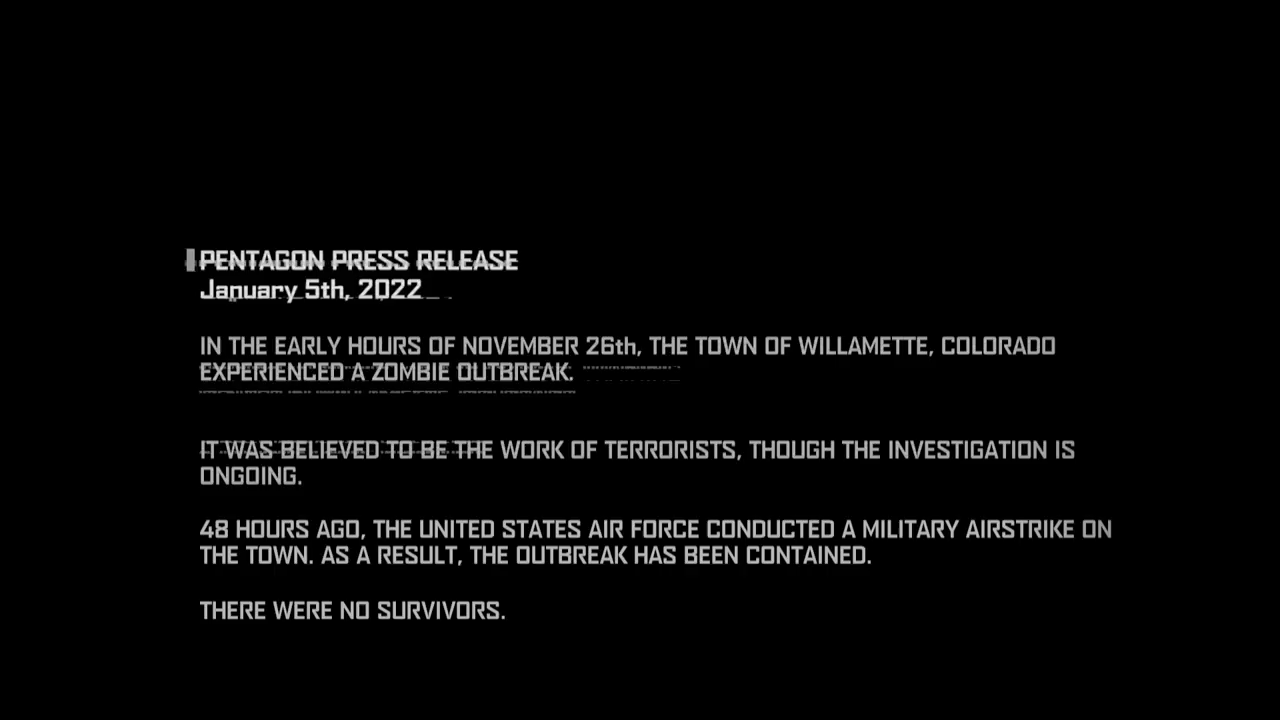 PENTAGON PRESS RELEASE
January 5th, 2022
IN THE EARLY HOURS OF NOVEMBER 26th, THE TOWN OF WILLAMETTE, COLORADO
EXPERIENCED A ZOMBIE OUTBREAK.
IT WAS BELIEVED TO BE THE WORK OF TERRORISTS, THOUGH THE INVESTIGATION IS
ONGOING.
48 HOURS AGO, THE UNITED STATES AIR FORCE CONDUCTED A MILITARY AIRSTRIKE ON
THE TOWN. AS A RESULT, THE OUTBREAK HAS BEEN CONTAINED.
THERE WERE NO SURVIVORS.